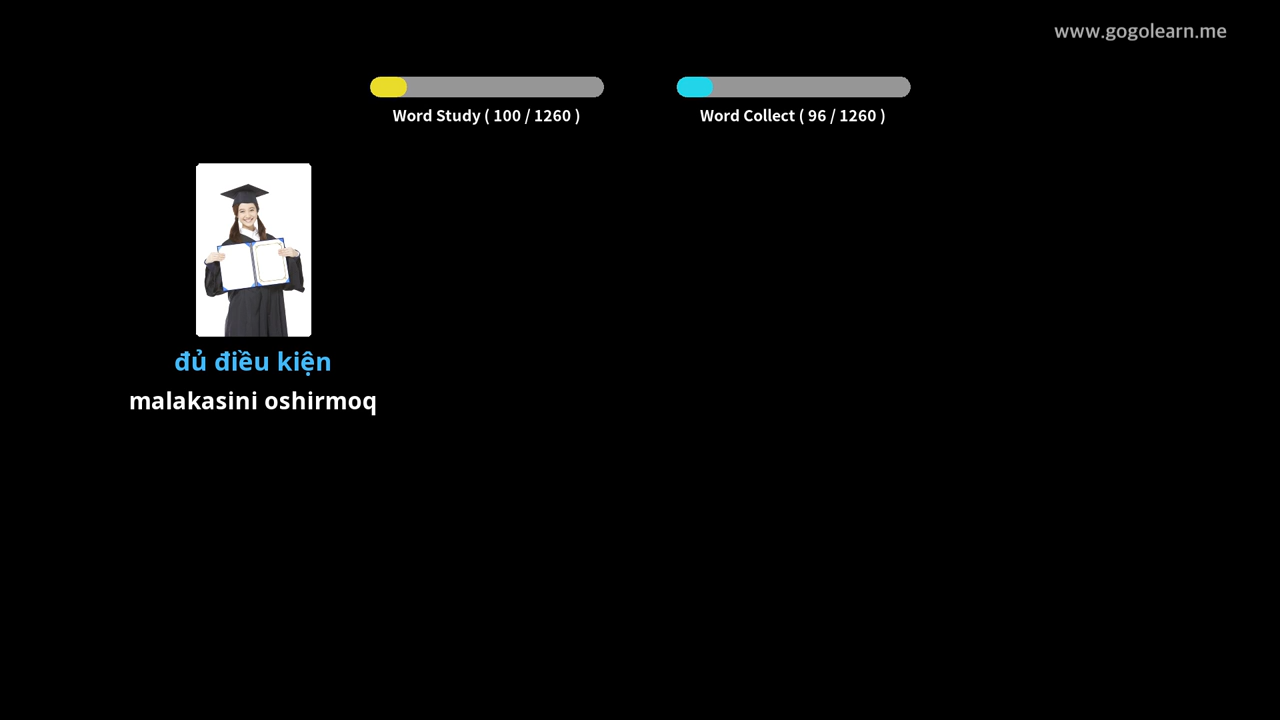 www.gogolearn.me
Word Study ( 100 / 1260 )
Word Collect ( 96 / 1260 )
đủ điều kiện
malakasini oshirmoq